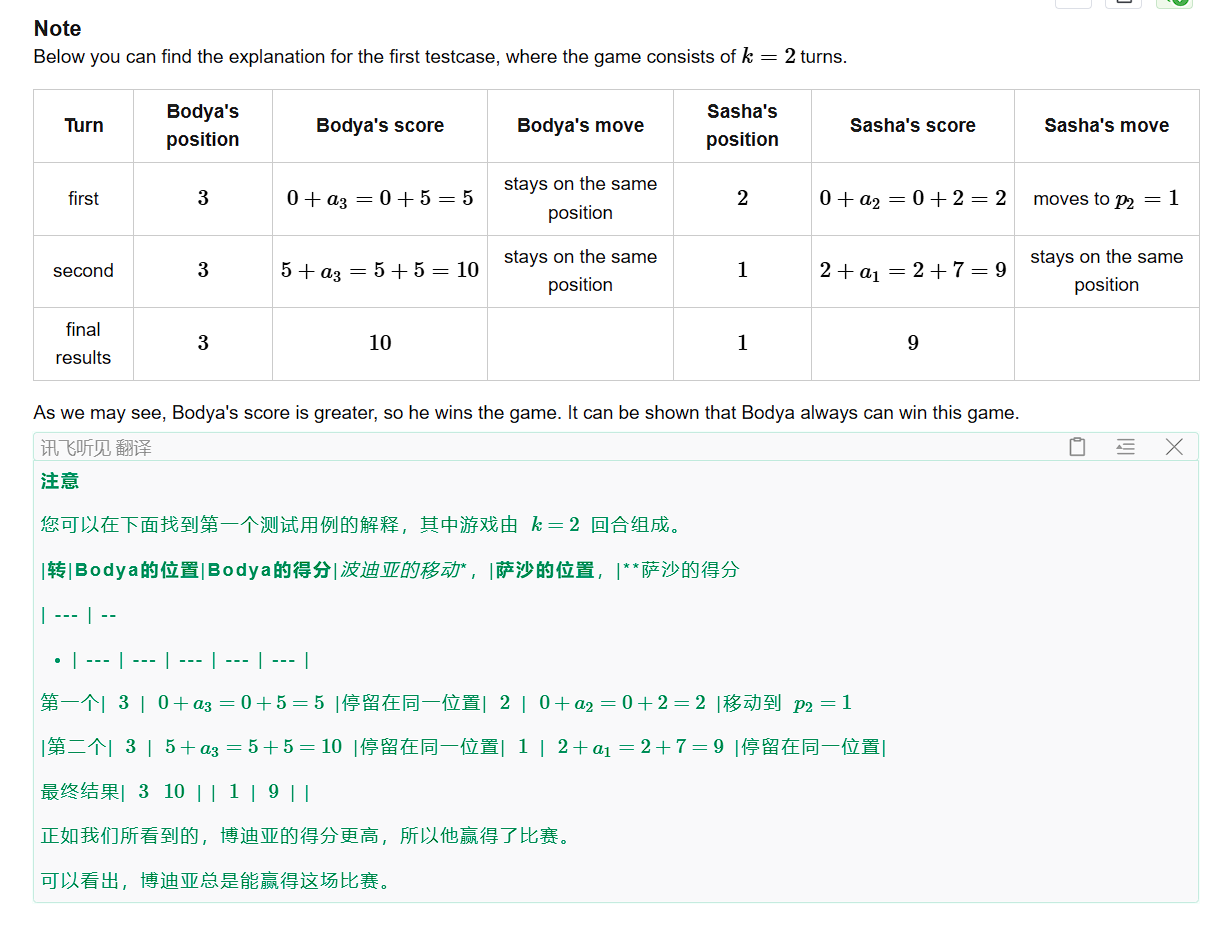 Note
Below you can find the explanation for the first testcase, where the game consists of k = 2 turns.
Turn
Bodya's position
Bodya's score
Bodya's move
Sasha's position
Sasha's score
Sasha's move
first
3
0 + a₃ = 0 + 5 = 5
stays on the same position
2
0 + a₂ = 0 + 2 = 2
moves to p₂ = 1
second
3
5 + a₃ = 5 + 5 = 10
stays on the same position
1
2 + a₁ = 2 + 7 = 9
stays on the same position
final results
3
10
1
9
As we may see, Bodya's score is greater, so he wins the game. It can be shown that Bodya always can win this game.
讯飞听见 翻译
注意
您可以在下面找到第一个测试用例的解释，其中游戏由 k = 2 回合组成。
|转|Bodya的位置|Bodya的得分|波迪亚的移动*，|萨沙的位置，|**萨沙的得分
| --- | --
• | --- | --- | --- | --- | --- |
第一个| 3 | 0 + a₃ = 0 + 5 = 5 |停留在同一位置| 2 | 0 + a₂ = 0 + 2 = 2 |移动到 p₂ = 1
|第二个| 3 | 5 + a₃ = 5 + 5 = 10 |停留在同一位置| 1 | 2 + a₁ = 2 + 7 = 9 |停留在同一位置|
最终结果| 3 10 | | 1 | 9 | |
正如我们所看到的，博迪亚的得分更高，所以他赢得了比赛。
可以看出，博迪亚总是能赢得这场比赛。